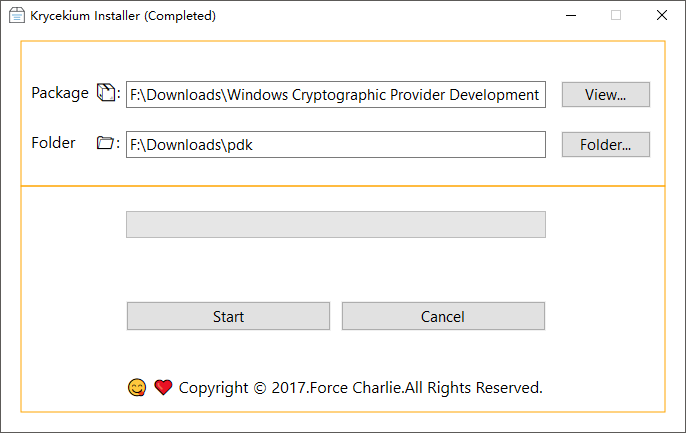 Krycekium Installer (Completed)
Package : F:\Downloads\Windows Cryptographic Provider Development View...
Folder : F:\Downloads\pdk Folder...
Start Cancel
😋 ❤️ Copyright © 2017.Force Charlie.All Rights Reserved.